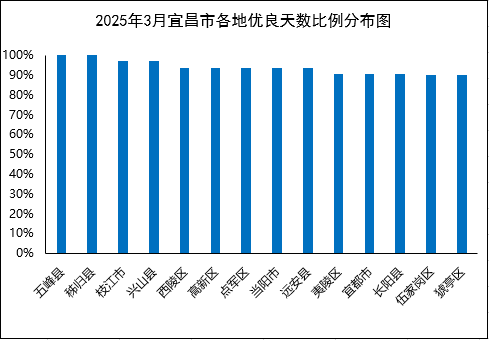 2025年3月宜昌市各地优良天数比例分布图
100%
90%
80%
70%
60%
50%
40%
30%
20%
10%
0%
五峰县
秭归县
枝江市
兴山县
西陵区
高新区
点军区
当阳市
远安县
夷陵区
宜都市
长阳县
伍家岗区
猇亭区